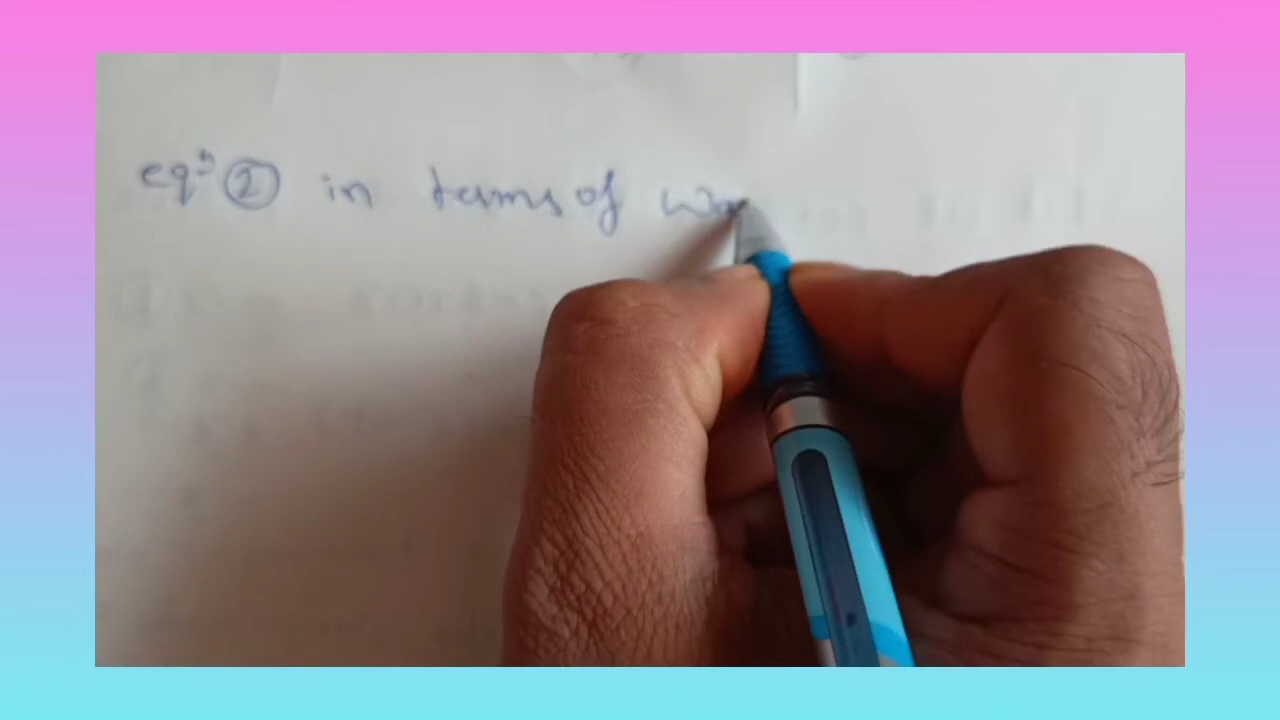 eqⁿ ② in terms of